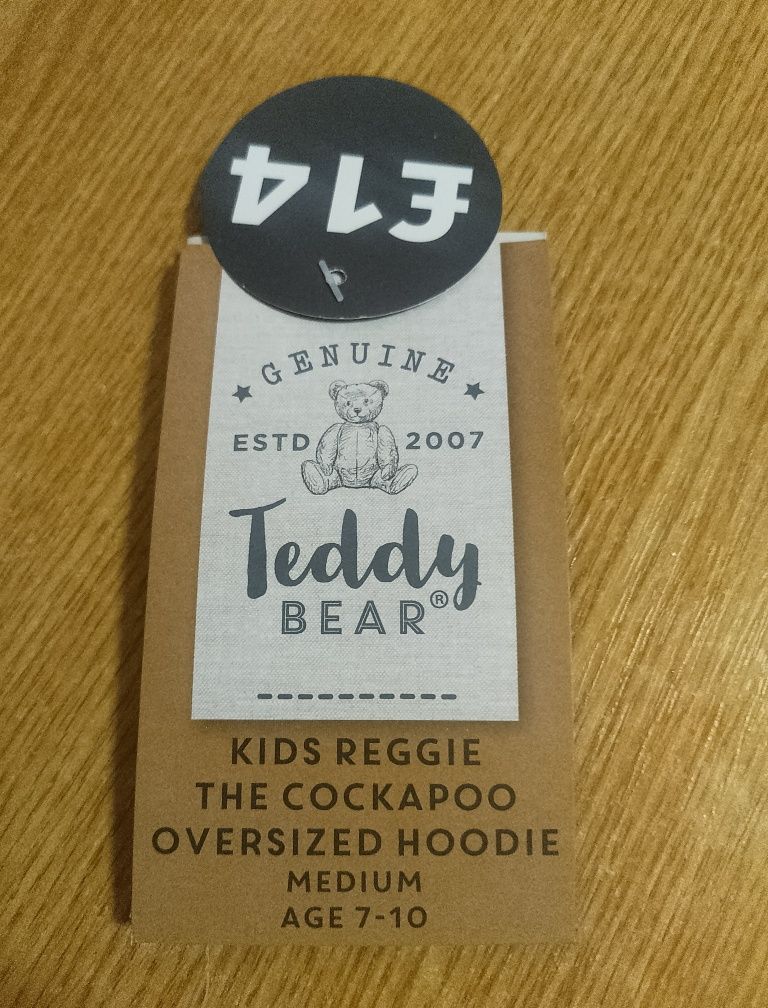 £14
GENUINE
ESTD 2007
Teddy
BEAR®
KIDS REGGIE
THE COCKAPOO
OVERSIZED HOODIE
MEDIUM
AGE 7-10